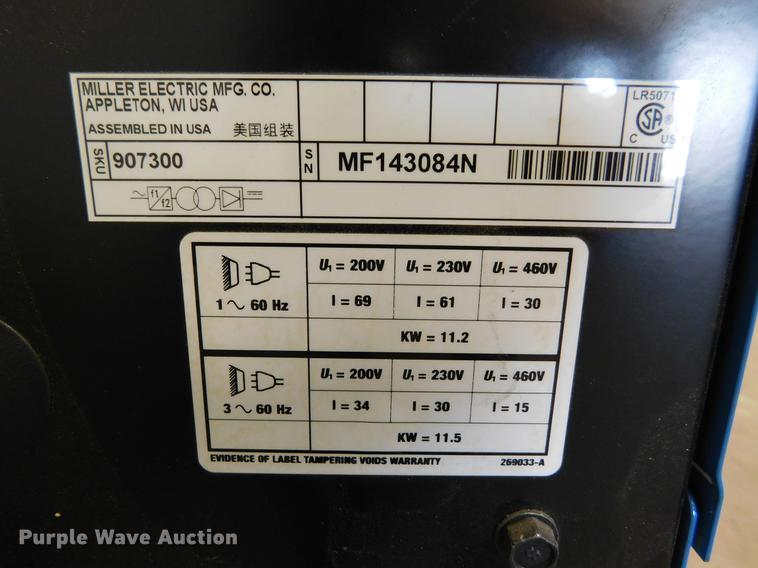 MILLER ELECTRIC MFG. CO.
APPLETON, WI USA
ASSEMBLED IN USA 美国组装
LR5071
C US
SKU 907300 SN MF143084N
f1
f2
U1 = 200V U1 = 230V U1 = 460V
1 ~ 60 Hz I = 69 I = 61 I = 30
KW = 11.2
U1 = 200V U1 = 230V U1 = 460V
3 ~ 60 Hz I = 34 I = 30 I = 15
KW = 11.5
EVIDENCE OF LABEL TAMPERING VOIDS WARRANTY 269033-A
Purple Wave Auction